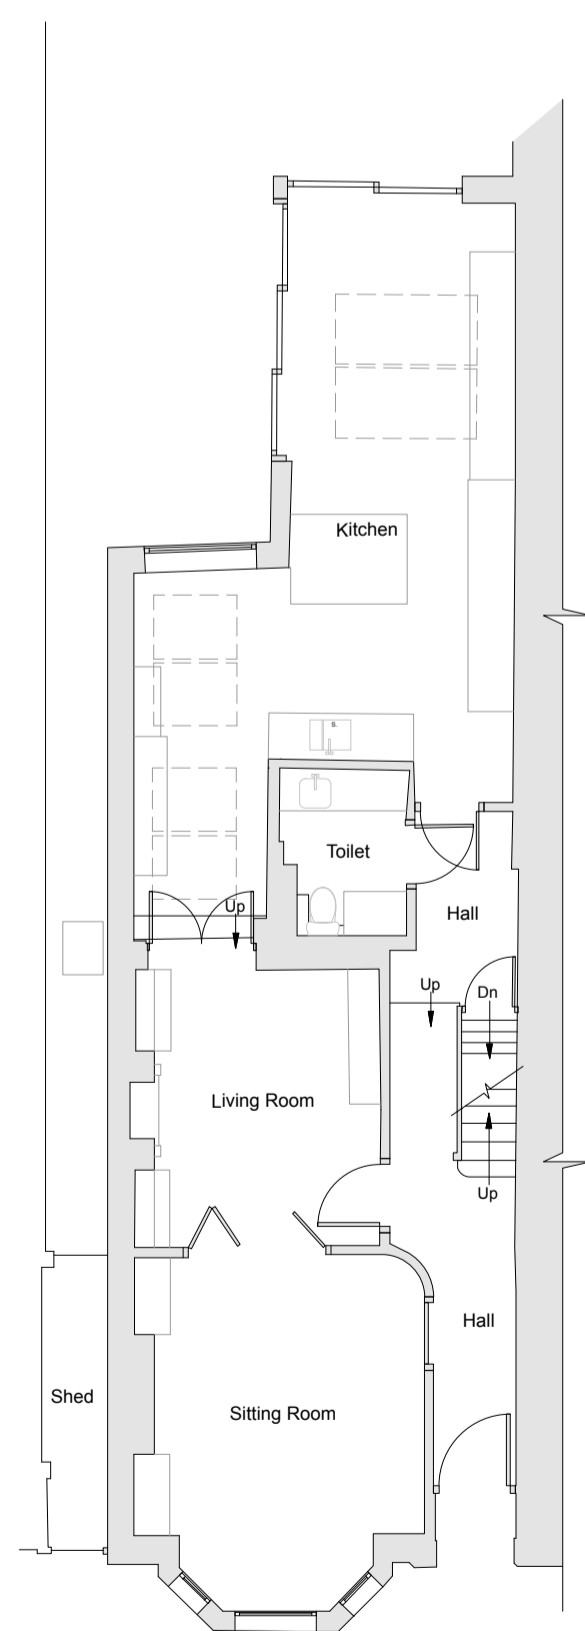 Kitchen
s.
Toilet
Up
Hall
Up
Dn
Living Room
Up
Hall
Shed
Sitting Room